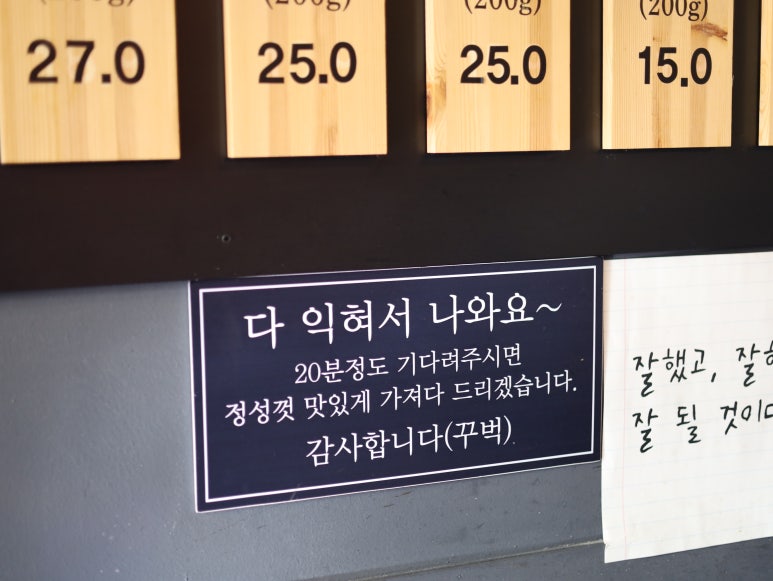 (200g)
(200g)
(200g)
(200g)
27.0
25.0
25.0
15.0
다 익혀서 나와요~
20분정도 기다려주시면
정성껏 맛있게 가져다 드리겠습니다.
감사합니다(꾸벅)
잘했고, 잘하
잘 될 것이다